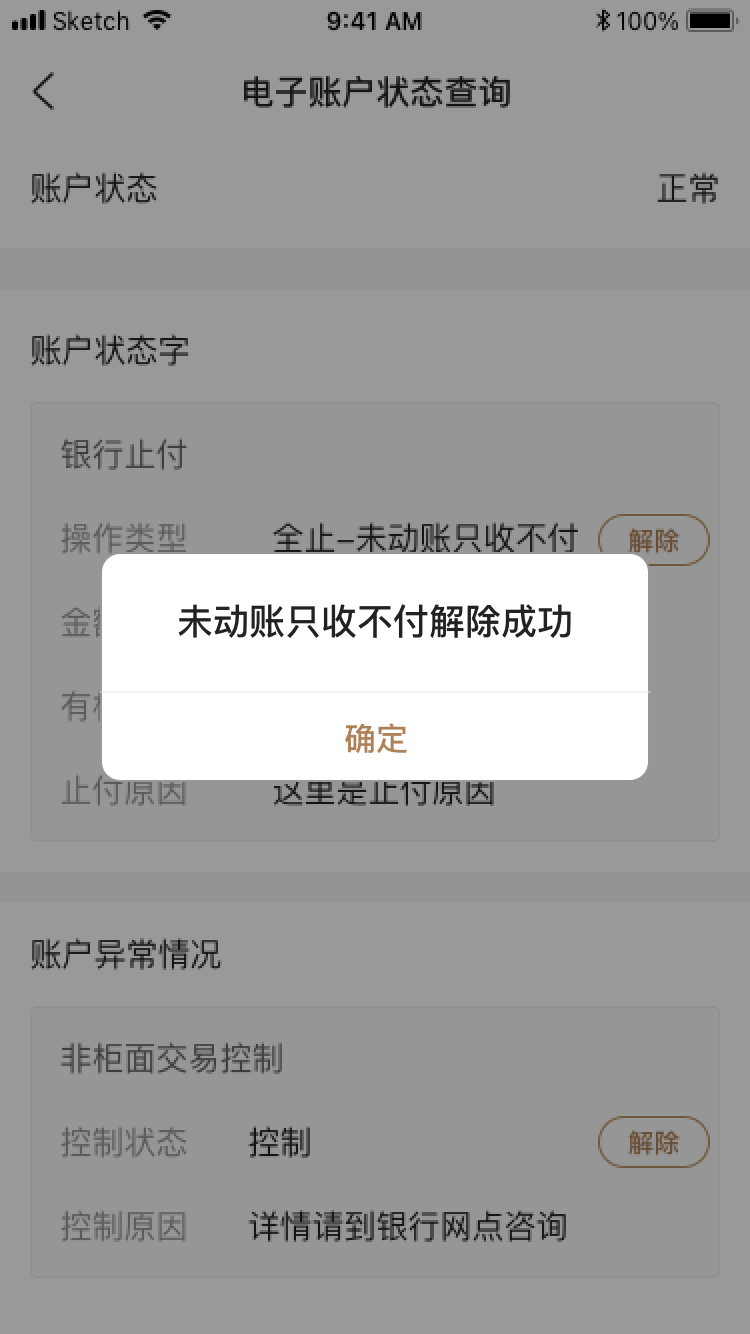 Sketch 9:41 AM 100%
电子账户状态查询
账户状态 正常
账户状态字
银行止付
操作类型 全止-未动账只收不付 解除
金
未动账只收不付解除成功
有
确定
止付原因 这里是止付原因
账户异常情况
非柜面交易控制
控制状态 控制 解除
控制原因 详情请到银行网点咨询